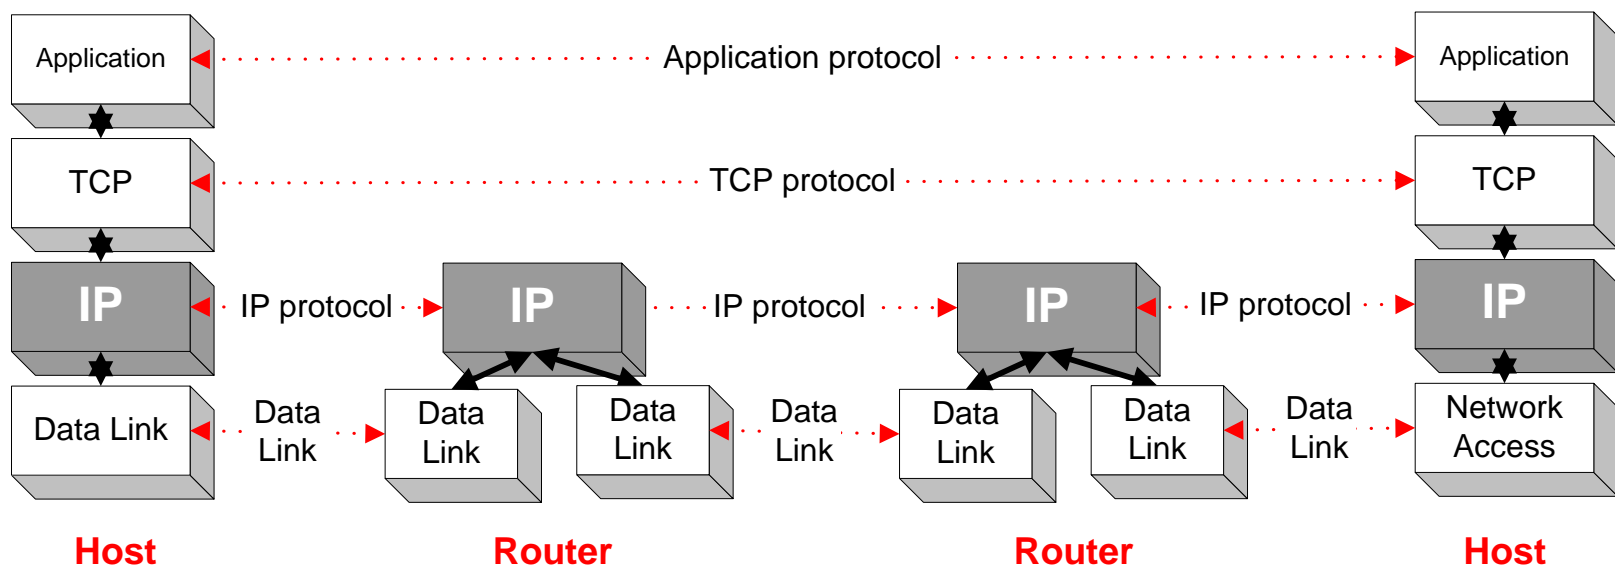 Application
Application protocol
Application
TCP
TCP protocol
TCP
IP
IP protocol
IP
IP protocol
IP
IP protocol
IP
Data Link
Data
Link
Data
Link
Data
Link
Data
Link
Data
Link
Data
Link
Data
Link
Network
Access
Host
Router
Router
Host